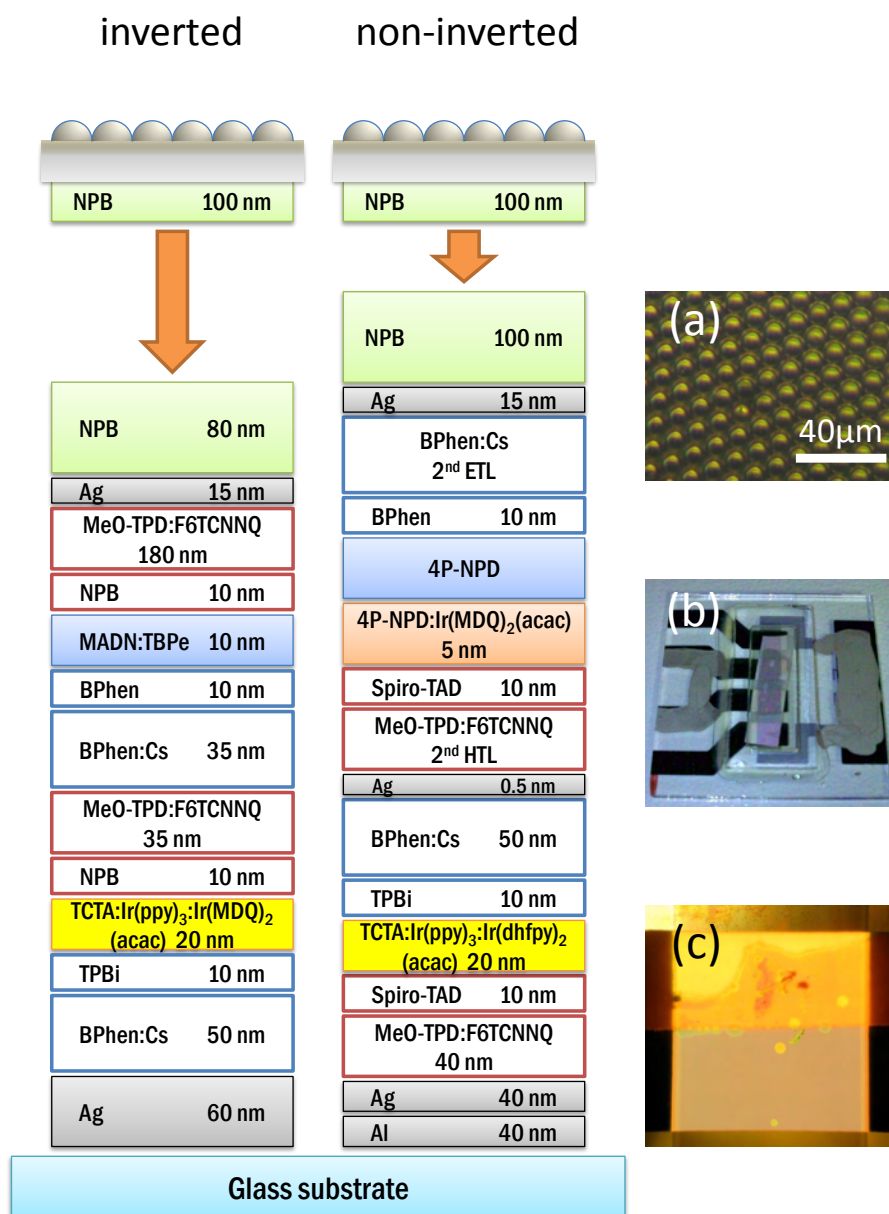 inverted
non-inverted
NPB 100 nm
NPB 100 nm
NPB 80 nm
Ag 15 nm
MeO-TPD:F6TCNNQ
180 nm
NPB 10 nm
MADN:TBPe 10 nm
BPhen 10 nm
BPhen:Cs 35 nm
MeO-TPD:F6TCNNQ
35 nm
NPB 10 nm
TCTA:Ir(ppy)₃:Ir(MDQ)₂
(acac) 20 nm
TPBi 10 nm
BPhen:Cs 50 nm
Ag 60 nm
NPB 100 nm
Ag 15 nm
BPhen:Cs
2ⁿᵈ ETL
BPhen 10 nm
4P-NPD
4P-NPD:Ir(MDQ)₂(acac)
5 nm
Spiro-TAD 10 nm
MeO-TPD:F6TCNNQ
2ⁿᵈ HTL
Ag 0.5 nm
BPhen:Cs 50 nm
TPBi 10 nm
TCTA:Ir(ppy)₃:Ir(dhfpy)₂
(acac) 20 nm
Spiro-TAD 10 nm
MeO-TPD:F6TCNNQ
40 nm
Ag 40 nm
Al 40 nm
Glass substrate
(a)
40µm
(b)
(c)